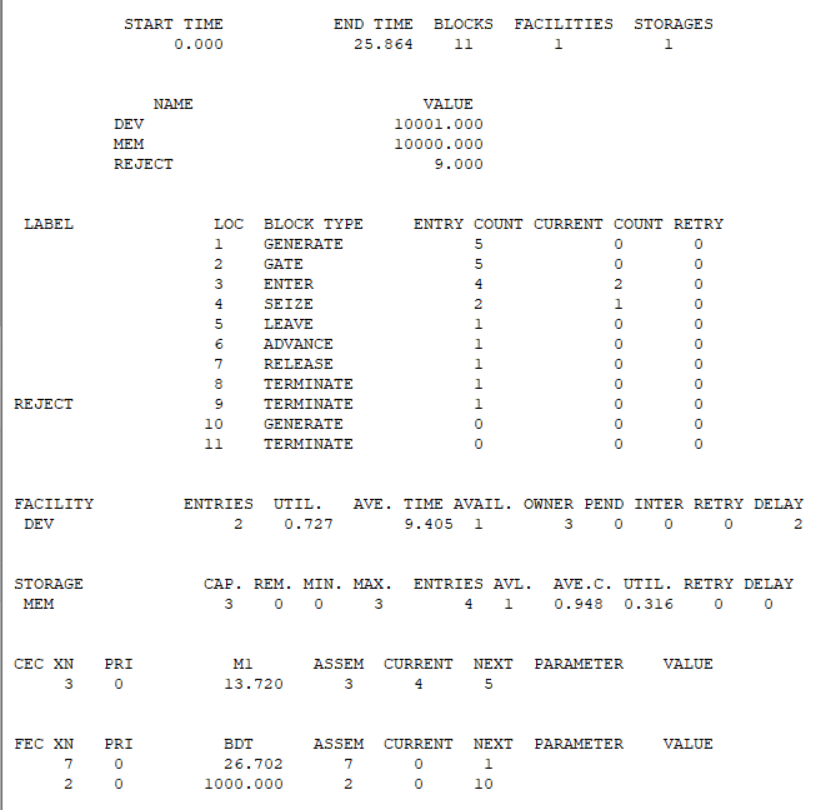 START TIME END TIME BLOCKS FACILITIES STORAGES
0.000 25.864 11 1 1
NAME VALUE
DEV 10001.000
MEM 10000.000
REJECT 9.000
LABEL LOC BLOCK TYPE ENTRY COUNT CURRENT COUNT RETRY
1 GENERATE 5 0 0
2 GATE 5 0 0
3 ENTER 4 2 0
4 SEIZE 2 1 0
5 LEAVE 1 0 0
6 ADVANCE 1 0 0
7 RELEASE 1 0 0
8 TERMINATE 1 0 0
REJECT 9 TERMINATE 1 0 0
10 GENERATE 0 0 0
11 TERMINATE 0 0 0
FACILITY ENTRIES UTIL. AVE. TIME AVAIL. OWNER PEND INTER RETRY DELAY
DEV 2 0.727 9.405 1 3 0 0 0 2
STORAGE CAP. REM. MIN. MAX. ENTRIES AVL. AVE.C. UTIL. RETRY DELAY
MEM 3 0 0 3 4 1 0.948 0.316 0 0
CEC XN PRI M1 ASSEM CURRENT NEXT PARAMETER VALUE
3 0 13.720 3 4 5
FEC XN PRI BDT ASSEM CURRENT NEXT PARAMETER VALUE
7 0 26.702 7 0 1
2 0 1000.000 2 0 10